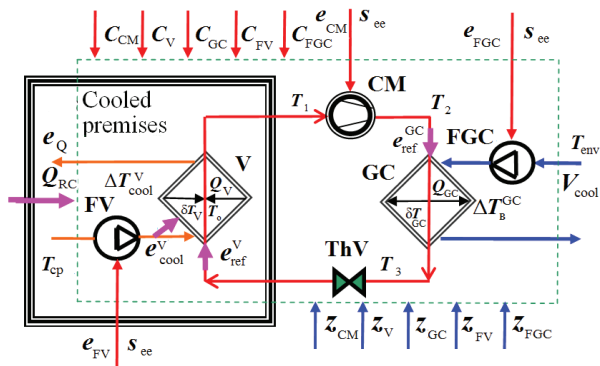 C_CM C_V C_GC C_FV C_FGC e_CM s_ee e_FGC s_ee
Cooled
premises
T_1
CM
T_2
e_ref^GC
FGC
T_env
V_cool
e_Q
Q_RC
ΔT_cool^V
V
Q_V
δT_V T_o
GC
Q_GC
δT_GC
ΔT_B^GC
FV
T_cp
e_cool^V
e_ref^V
ThV
T_3
e_FV s_ee
z_CM z_V z_GC z_FV z_FGC